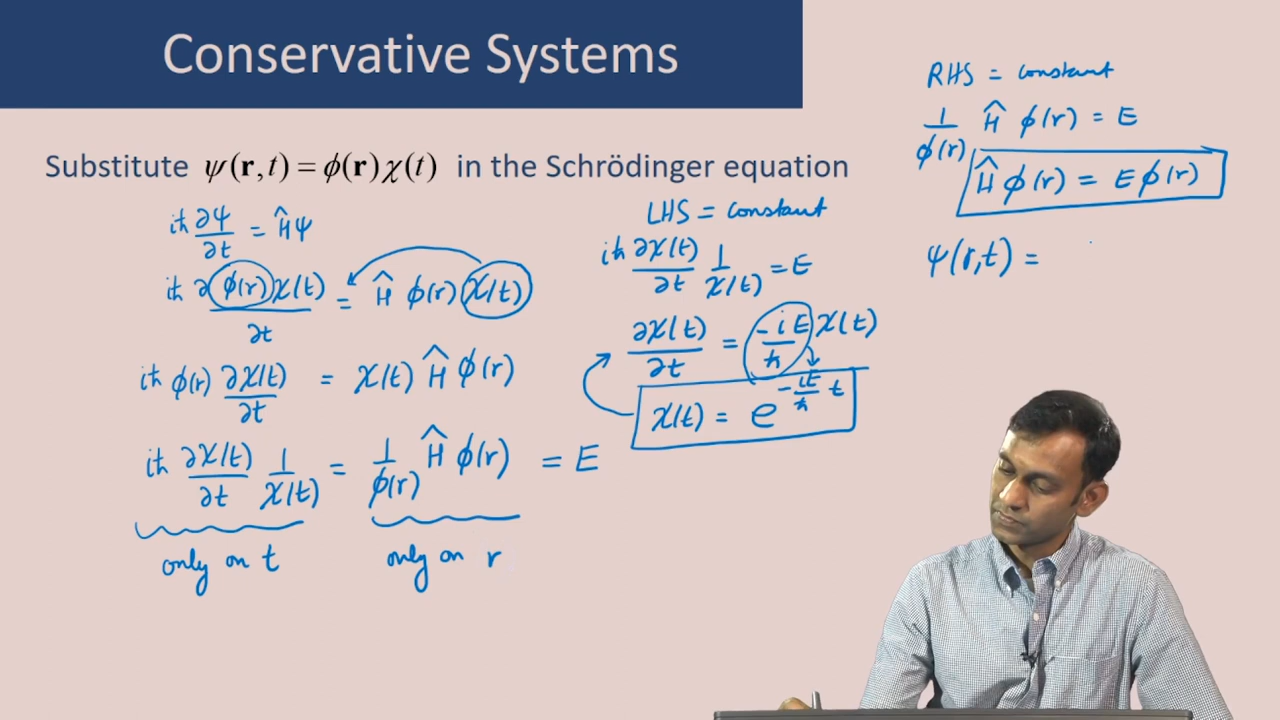 Conservative Systems
Substitute ψ(r,t) = ϕ(r)χ(t) in the Schrödinger equation
iħ ∂Ψ/∂t = ĤΨ
iħ ∂ϕ(r)χ(t)/∂t = Ĥ ϕ(r) χ(t)
iħ ϕ(r) ∂χ(t)/∂t = χ(t) Ĥ ϕ(r)
iħ ∂χ(t)/∂t 1/χ(t) = 1/ϕ(r) Ĥ ϕ(r) = E
only on t only on r
LHS = constant
iħ ∂χ(t)/∂t 1/χ(t) = E
∂χ(t)/∂t = -iE/ħ χ(t)
χ(t) = e^(-iE/ħ t)
RHS = constant
1/ϕ(r) Ĥ ϕ(r) = E
Ĥ ϕ(r) = E ϕ(r)
Ψ(r,t) =